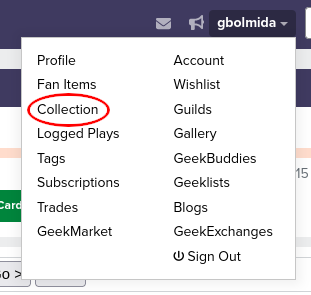 gbolmida
Profile
Fan Items
Collection
Logged Plays
Tags
Subscriptions
Trades
GeekMarket
Account
Wishlist
Guilds
Gallery
GeekBuddies
Geeklists
Blogs
GeekExchanges
Sign Out
15
Card
Go >